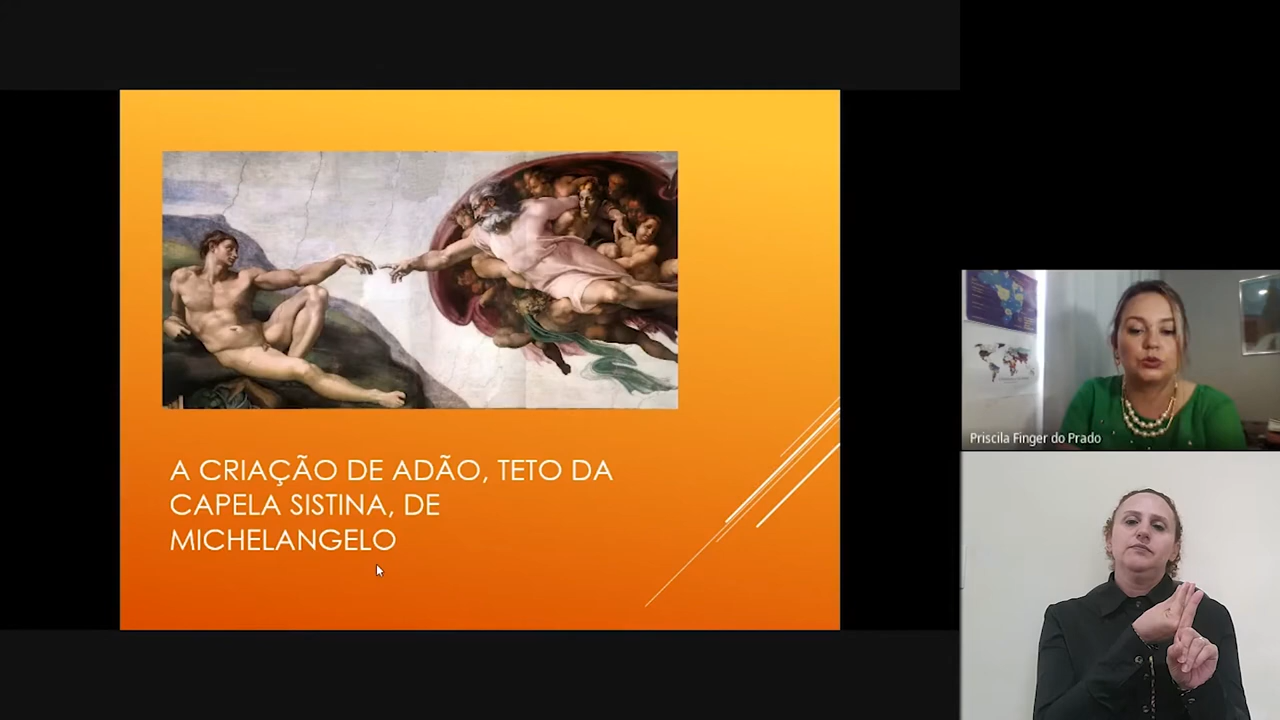 A CRIAÇÃO DE ADÃO, TETO DA
CAPELA SISTINA, DE
MICHELANGELO
Priscila Finger do Prado